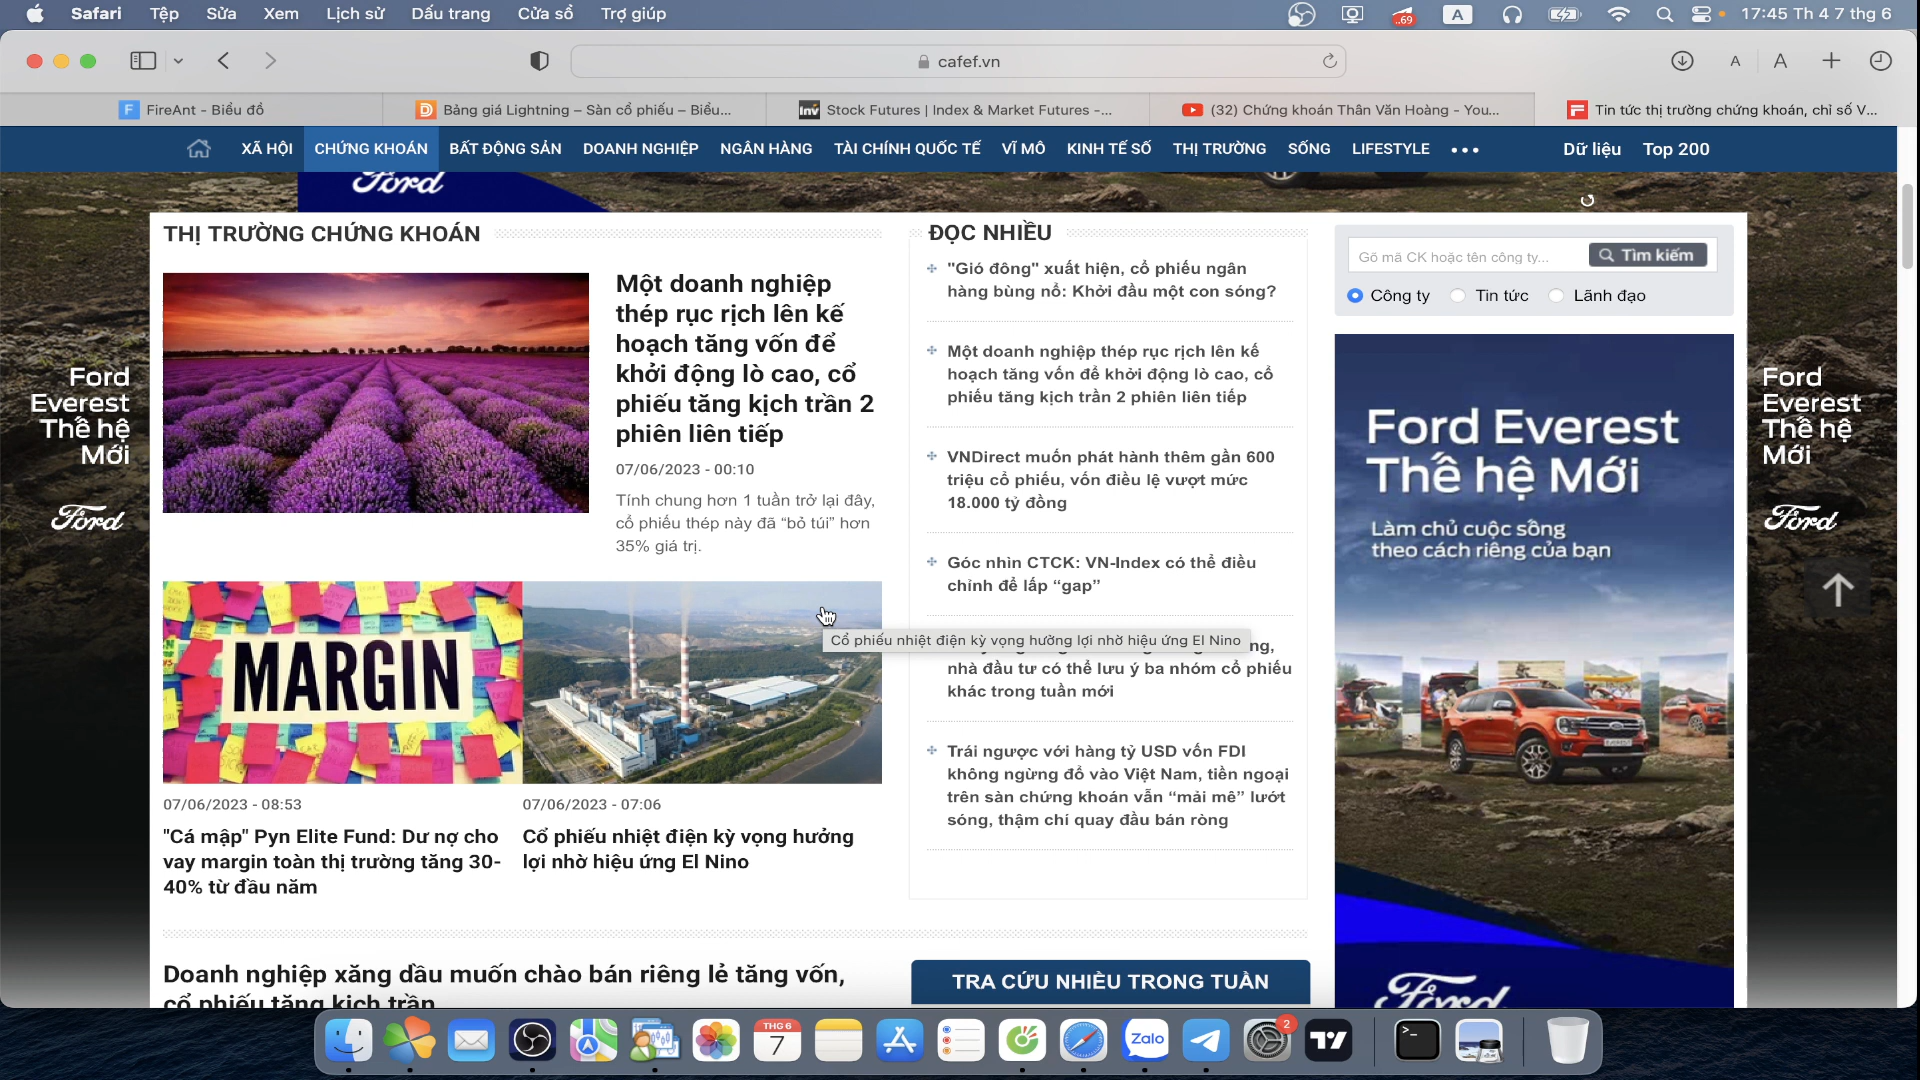 Safari Tệp Sửa Xem Lịch sử Dấu trang Cửa sổ Trợ giúp
..69 A 17:45 Th 4 7 thg 6
cafef.vn
A A
FireAnt - Biểu đồ
Bảng giá Lightning – Sàn cổ phiếu – Biểu...
Inv Stock Futures | Index & Market Futures -...
(32) Chứng khoán Thân Văn Hoàng - You...
Tin tức thị trường chứng khoán, chỉ số V...
XÃ HỘI CHỨNG KHOÁN BẤT ĐỘNG SẢN DOANH NGHIỆP NGÂN HÀNG TÀI CHÍNH QUỐC TẾ VĨ MÔ KINH TẾ SỐ THỊ TRƯỜNG SỐNG LIFESTYLE ••• Dữ liệu Top 200
Ford
THỊ TRƯỜNG CHỨNG KHOÁN
Một doanh nghiệp
thép rục rịch lên kế
hoạch tăng vốn để
khởi động lò cao, cổ
phiếu tăng kịch trần 2
phiên liên tiếp
07/06/2023 - 00:10
Tính chung hơn 1 tuần trở lại đây,
cổ phiếu thép này đã “bỏ túi” hơn
35% giá trị.
MARGIN
07/06/2023 - 08:53
"Cá mập" Pyn Elite Fund: Dư nợ cho
vay margin toàn thị trường tăng 30-
40% từ đầu năm
07/06/2023 - 07:06
Cổ phiếu nhiệt điện kỳ vọng hưởng
lợi nhờ hiệu ứng El Nino
Cổ phiếu nhiệt điện kỳ vọng hưởng lợi nhờ hiệu ứng El Nino
Doanh nghiệp xăng dầu muốn chào bán riêng lẻ tăng vốn,
cổ phiếu tăng kịch trần
ĐỌC NHIỀU
"Gió đông" xuất hiện, cổ phiếu ngân
hàng bùng nổ: Khởi đầu một con sóng?
Một doanh nghiệp thép rục rịch lên kế
hoạch tăng vốn để khởi động lò cao, cổ
phiếu tăng kịch trần 2 phiên liên tiếp
VNDirect muốn phát hành thêm gần 600
triệu cổ phiếu, vốn điều lệ vượt mức
18.000 tỷ đồng
Góc nhìn CTCK: VN-Index có thể điều
chỉnh để lấp “gap”
nhà đầu tư có thể lưu ý ba nhóm cổ phiếu
khác trong tuần mới
Trái ngược với hàng tỷ USD vốn FDI
không ngừng đổ vào Việt Nam, tiền ngoại
trên sàn chứng khoán vẫn “mải mê” lướt
sóng, thậm chí quay đầu bán ròng
TRA CỨU NHIỀU TRONG TUẦN
Gõ mã CK hoặc tên công ty... Tìm kiếm
Công ty Tin tức Lãnh đạo
Ford Everest
Thế hệ Mới
Làm chủ cuộc sống
theo cách riêng của bạn
Ford
Ford
Everest
Thế hệ
Mới
Ford
Ford
Everest
Thế hệ
Mới
Ford
THG 6
7
Zalo
2